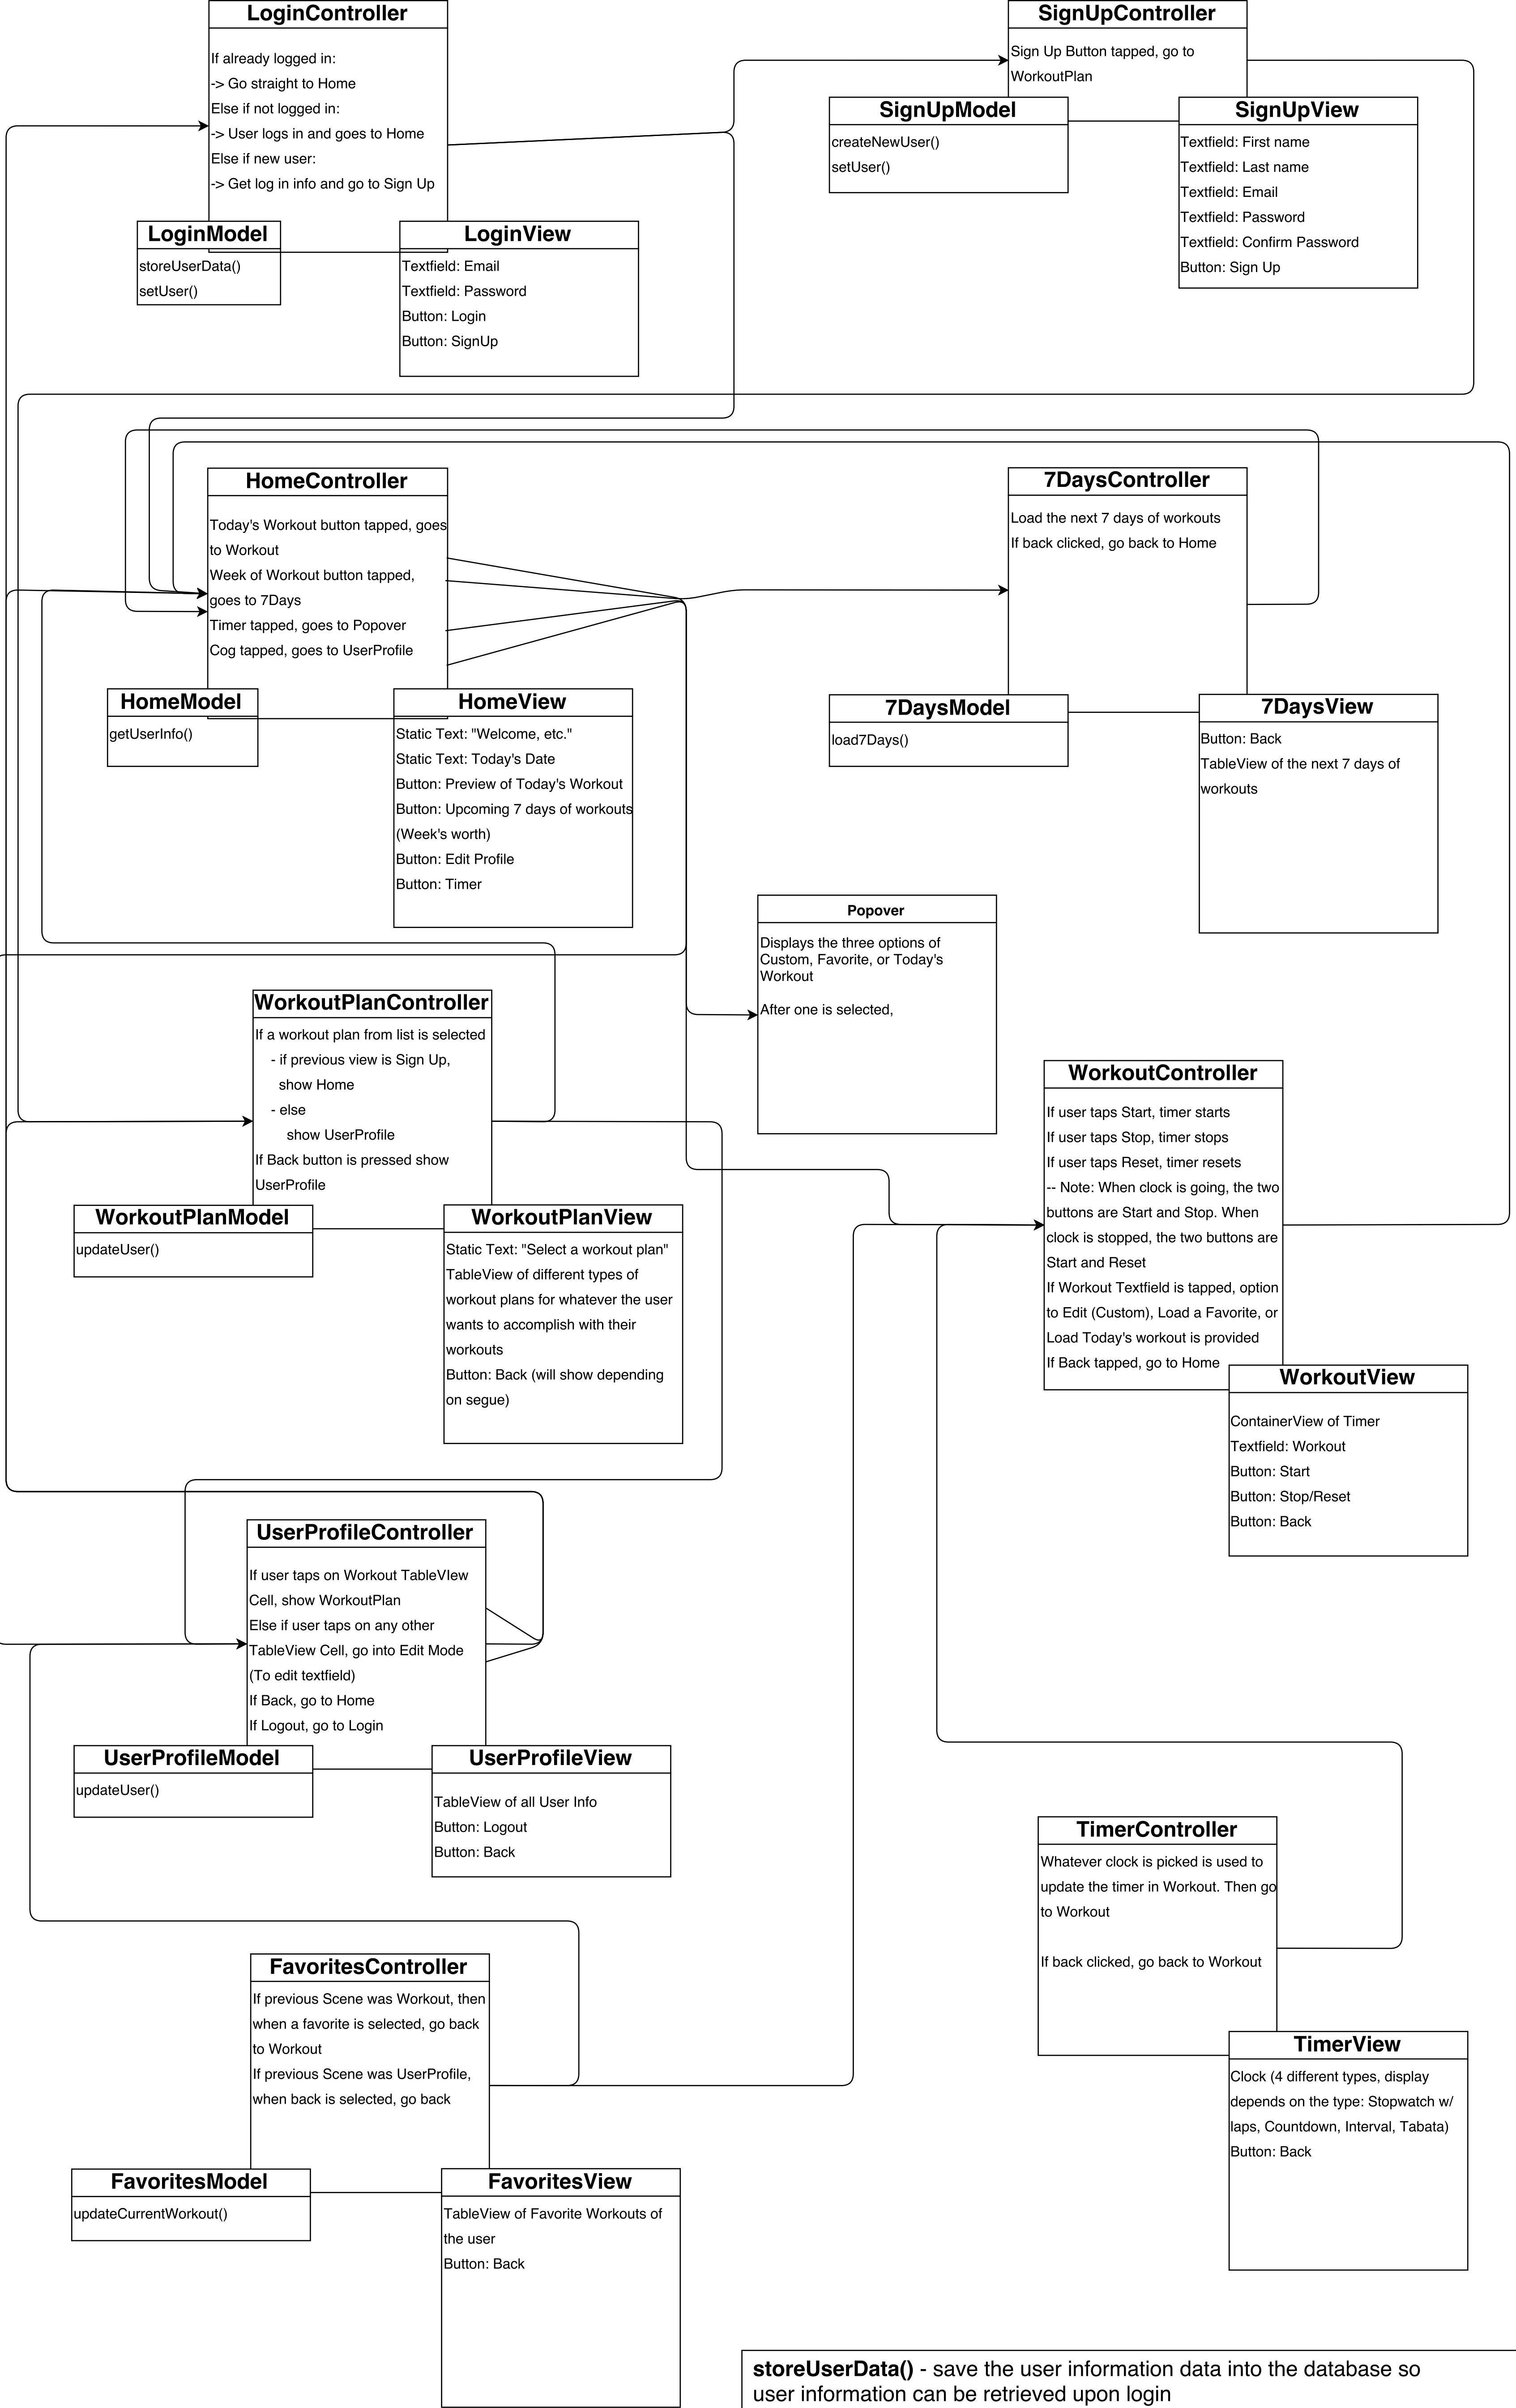 LoginController
If already logged in:
-> Go straight to Home
Else if not logged in:
-> User logs in and goes to Home
Else if new user:
-> Get log in info and go to Sign Up
LoginModel
storeUserData()
setUser()
LoginView
Textfield: Email
Textfield: Password
Button: Login
Button: SignUp
SignUpController
Sign Up Button tapped, go to
WorkoutPlan
SignUpModel
createNewUser()
setUser()
SignUpView
Textfield: First name
Textfield: Last name
Textfield: Email
Textfield: Password
Textfield: Confirm Password
Button: Sign Up
HomeController
Today's Workout button tapped, goes
to Workout
Week of Workout button tapped,
goes to 7Days
Timer tapped, goes to Popover
Cog tapped, goes to UserProfile
HomeModel
getUserInfo()
HomeView
Static Text: "Welcome, etc."
Static Text: Today's Date
Button: Preview of Today's Workout
Button: Upcoming 7 days of workouts
(Week's worth)
Button: Edit Profile
Button: Timer
7DaysController
Load the next 7 days of workouts
If back clicked, go back to Home
7DaysModel
load7Days()
7DaysView
Button: Back
TableView of the next 7 days of
workouts
Popover
Displays the three options of
Custom, Favorite, or Today's
Workout
After one is selected,
WorkoutPlanController
If a workout plan from list is selected
- if previous view is Sign Up,
show Home
- else
show UserProfile
If Back button is pressed show
UserProfile
WorkoutPlanModel
updateUser()
WorkoutPlanView
Static Text: "Select a workout plan"
TableView of different types of
workout plans for whatever the user
wants to accomplish with their
workouts
Button: Back (will show depending
on segue)
WorkoutController
If user taps Start, timer starts
If user taps Stop, timer stops
If user taps Reset, timer resets
-- Note: When clock is going, the two
buttons are Start and Stop. When
clock is stopped, the two buttons are
Start and Reset
If Workout Textfield is tapped, option
to Edit (Custom), Load a Favorite, or
Load Today's workout is provided
If Back tapped, go to Home
WorkoutView
ContainerView of Timer
Textfield: Workout
Button: Start
Button: Stop/Reset
Button: Back
UserProfileController
If user taps on Workout TableVIew
Cell, show WorkoutPlan
Else if user taps on any other
TableView Cell, go into Edit Mode
(To edit textfield)
If Back, go to Home
If Logout, go to Login
UserProfileModel
updateUser()
UserProfileView
TableView of all User Info
Button: Logout
Button: Back
TimerController
Whatever clock is picked is used to
update the timer in Workout. Then go
to Workout
If back clicked, go back to Workout
TimerView
Clock (4 different types, display
depends on the type: Stopwatch w/
laps, Countdown, Interval, Tabata)
Button: Back
FavoritesController
If previous Scene was Workout, then
when a favorite is selected, go back
to Workout
If previous Scene was UserProfile,
when back is selected, go back
FavoritesModel
updateCurrentWorkout()
FavoritesView
TableView of Favorite Workouts of
the user
Button: Back
storeUserData() - save the user information data into the database so
user information can be retrieved upon login